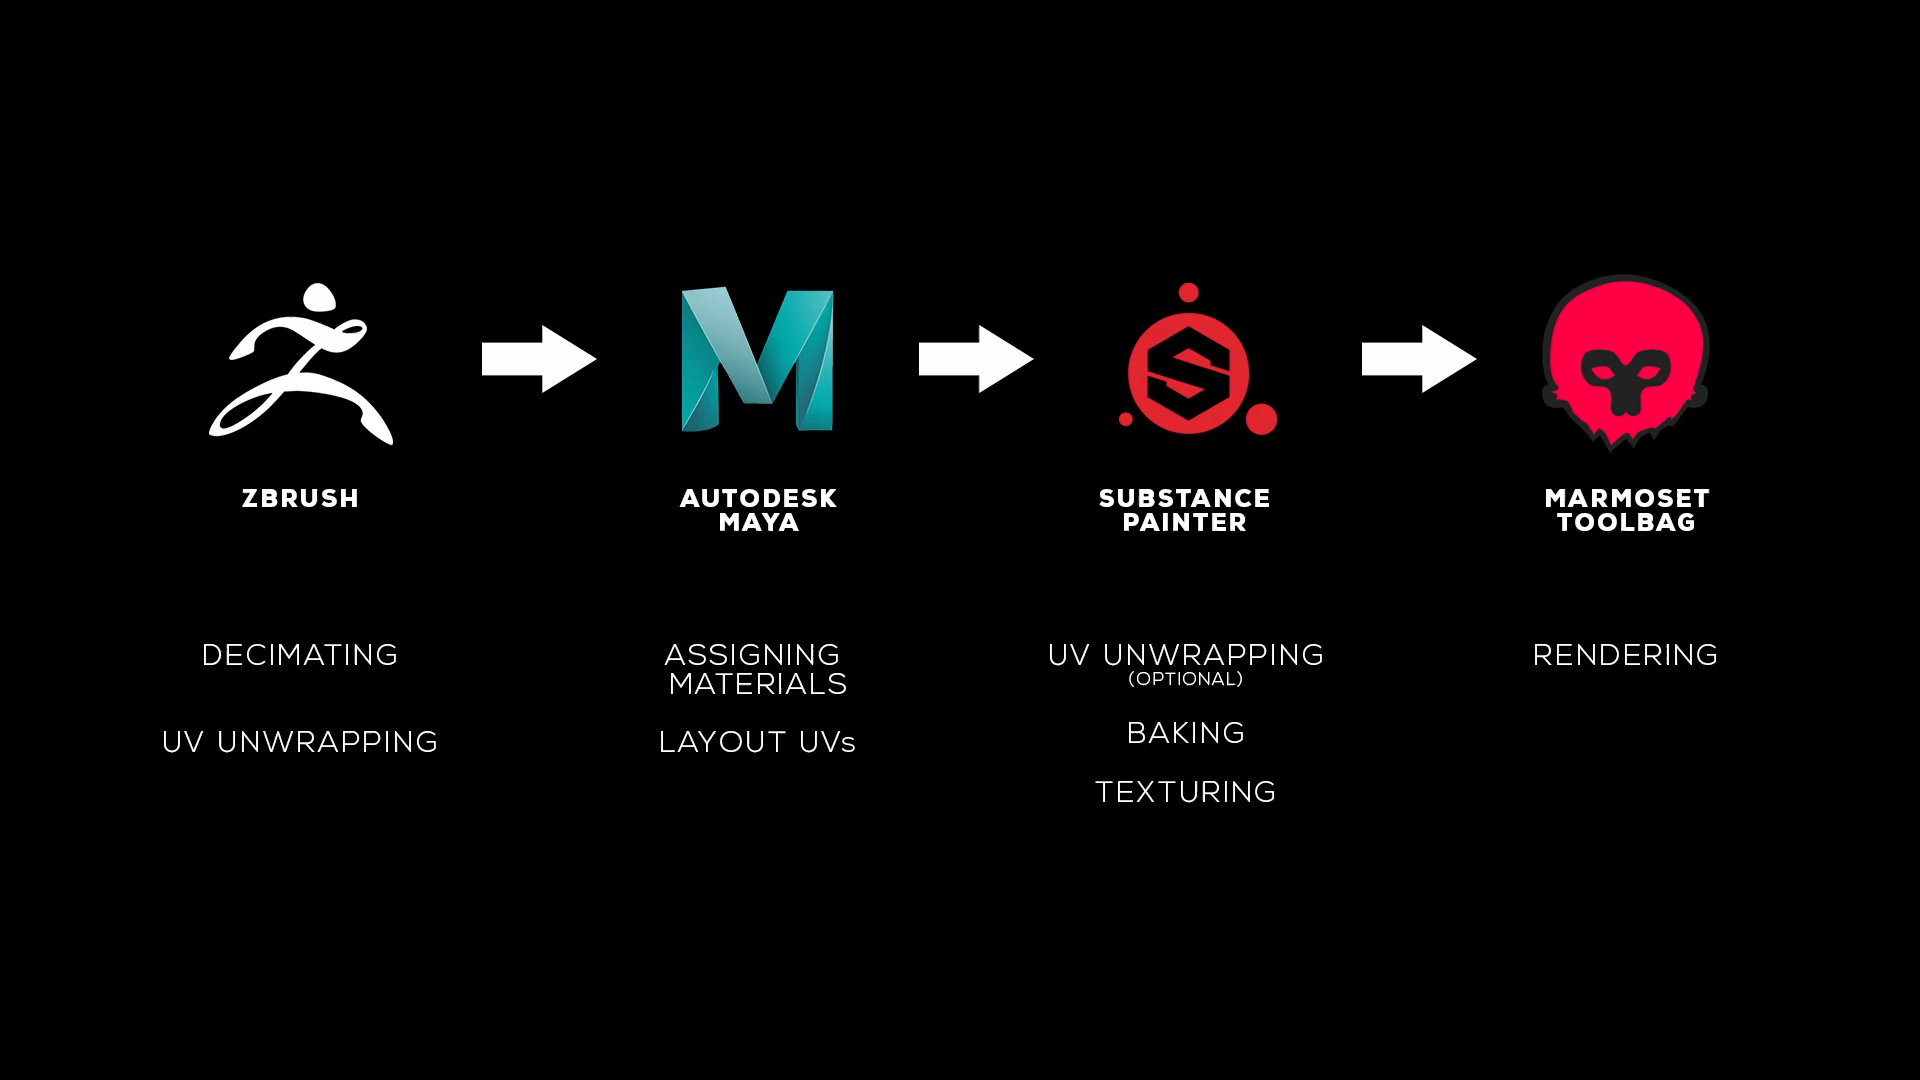 ZBRUSH
AUTODESK
MAYA
SUBSTANCE
PAINTER
MARMOSET
TOOLBAG
DECIMATING
UV UNWRAPPING
ASSIGNING
MATERIALS
LAYOUT UVs
UV UNWRAPPING
(OPTIONAL)
BAKING
TEXTURING
RENDERING